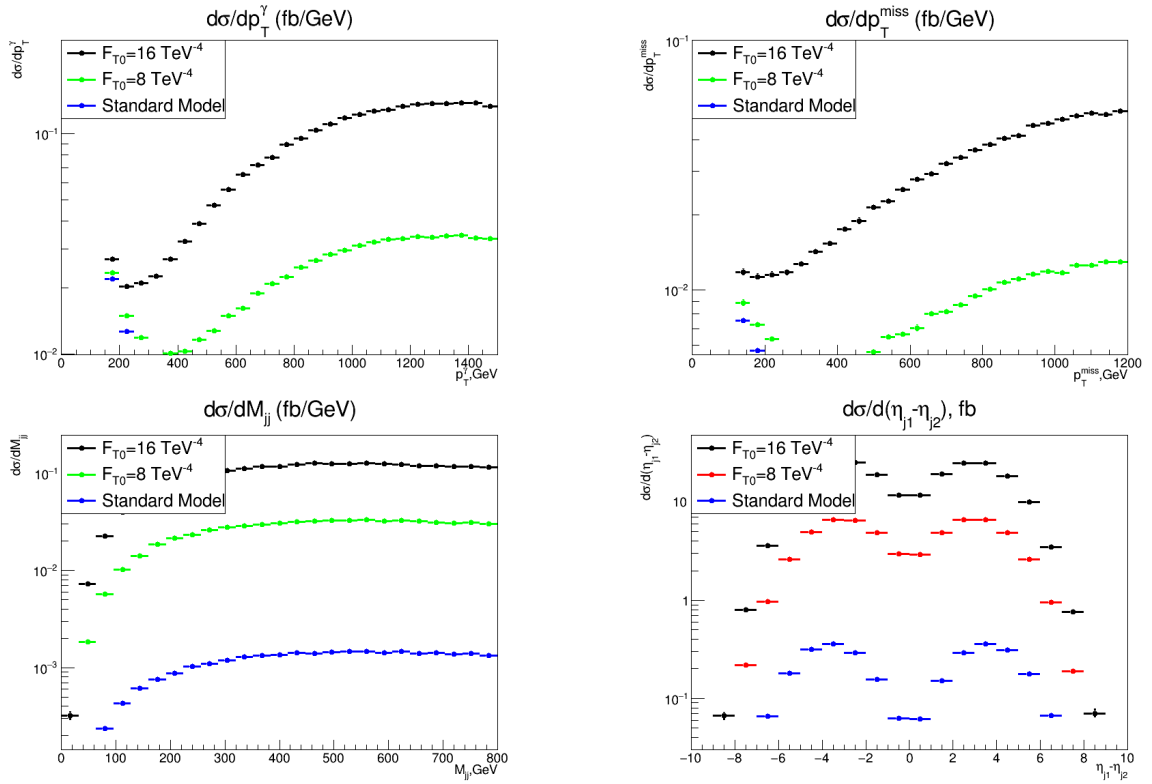 dσ/dp_T^γ (fb/GeV)
dσ/dp_T^γ
F_T0=16 TeV^-4
F_T0=8 TeV^-4
Standard Model
10^-1
10^-2
0 200 400 600 800 1000 1200 1400
p_T^γ,GeV
dσ/dp_T^miss (fb/GeV)
dσ/dp_T^miss
F_T0=16 TeV^-4
F_T0=8 TeV^-4
Standard Model
10^-1
10^-2
0 200 400 600 800 1000 1200
p_T^miss,GeV
dσ/dM_jj (fb/GeV)
dσ/dM_jj
F_T0=16 TeV^-4
F_T0=8 TeV^-4
Standard Model
10^-1
10^-2
10^-3
0 100 200 300 400 500 600 700 800
M_jj,GeV
dσ/d(η_j1-η_j2), fb
dσ/d(η_j1-η_j2)
F_T0=16 TeV^-4
F_T0=8 TeV^-4
Standard Model
10
1
10^-1
−10 −8 −6 −4 −2 0 2 4 6 8 10
η_j1-η_j2